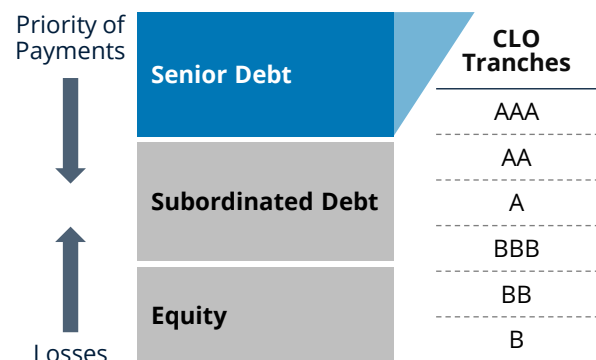 Priority of
Payments
Senior Debt
Subordinated Debt
Equity
Losses
CLO
Tranches
AAA
AA
A
BBB
BB
B